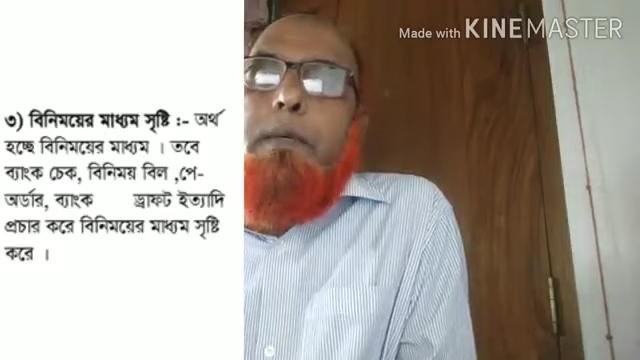 ৩) বিনিময়ের মাধ্যম সৃষ্টি :- অর্থ
হচ্ছে বিনিময়ের মাধ্যম । তবে
ব্যাংক চেক, বিনিময় বিল ,পে-
অর্ডার, ব্যাংক ড্রাফট ইত্যাদি
প্রচার করে বিনিময়ের মাধ্যম সৃষ্টি
করে ।
Made with KINEMASTER